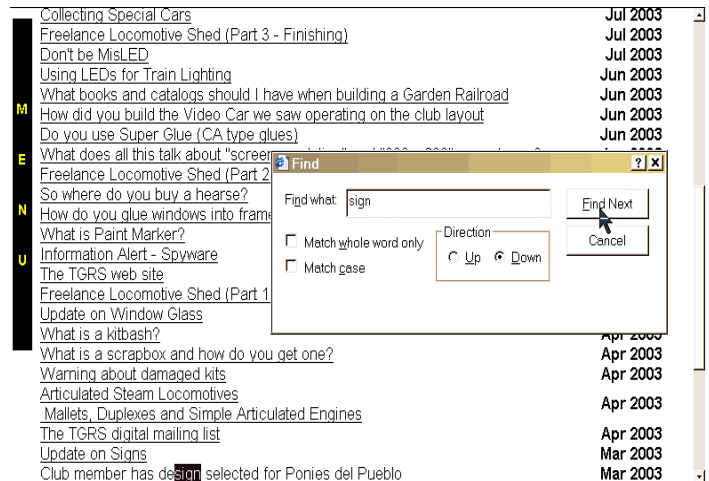 Collecting Special Cars Jul 2003
Freelance Locomotive Shed (Part 3 - Finishing) Jul 2003
Don't be MisLED Jul 2003
Using LEDs for Train Lighting Jun 2003
What books and catalogs should I have when building a Garden Railroad Jun 2003
How did you build the Video Car we saw operating on the club layout Jun 2003
Do you use Super Glue (CA type glues) Jun 2003
What does all this talk about "screen
Freelance Locomotive Shed (Part 2
So where do you buy a hearse?
How do you glue windows into frame
What is Paint Marker?
Information Alert - Spyware
The TGRS web site
Freelance Locomotive Shed (Part 1
Update on Window Glass
What is a kitbash? Apr 2003
What is a scrapbox and how do you get one? Apr 2003
Warning about damaged kits Apr 2003
Articulated Steam Locomotives
Mallets, Duplexes and Simple Articulated Engines Apr 2003
The TGRS digital mailing list Apr 2003
Update on Signs Mar 2003
Club member has design selected for Ponies del Pueblo Mar 2003
M
E
N
U
Find
Find what: sign Find Next
Match whole word only Direction Cancel
Match case Up Down